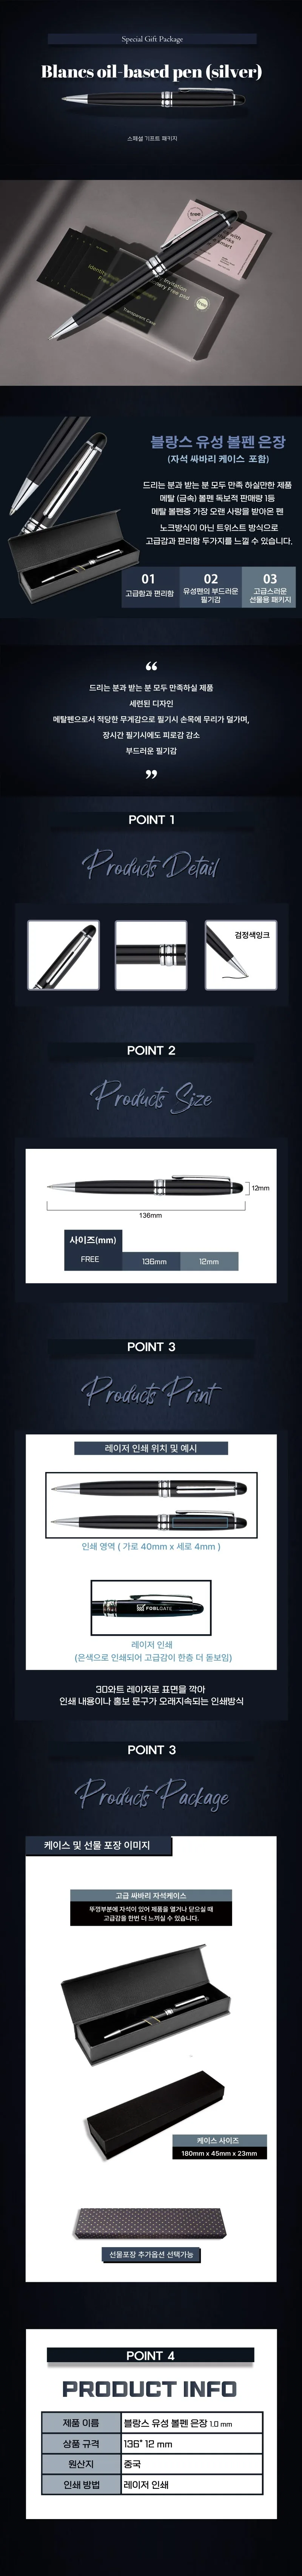 Special Gift Package
Blancs oil-based pen (silver)
스페셜 기프트 패키지
free
with
Identity
Invitation
Free pad
Transparent Card
블랑스 유성 볼펜 은장
(자석 싸바리 케이스 포함)
드리는 분과 받는 분 모두 만족 하실만한 제품
메탈 (금속) 볼펜 독보적 판매량 1등
메탈 볼펜중 가장 오랜 사랑을 받아온 펜
노크방식이 아닌 트위스트 방식으로
고급감과 편리함 두가지를 느낄 수 있습니다.
01
고급함과 편리함
02
유성펜의 부드러운
필기감
03
고급스러운
선물용 패키지
“
드리는 분과 받는 분 모두 만족하실 제품
세련된 디자인
메탈펜으로서 적당한 무게감으로 필기시 손목에 무리가 덜가며,
장시간 필기시에도 피로감 감소
부드러운 필기감
”
POINT 1
Products Detail
검정색잉크
POINT 2
Products Size
12mm
136mm
사이즈(mm)
FREE
136mm
12mm
POINT 3
Products Print
레이저 인쇄 위치 및 예시
인쇄 영역 ( 가로 40mm x 세로 4mm )
FOBLGATE
레이저 인쇄
(은색으로 인쇄되어 고급감이 한층 더 돋보임)
30와트 레이저로 표면을 깍아
인쇄 내용이나 홍보 문구가 오래지속되는 인쇄방식
POINT 3
Products Package
케이스 및 선물 포장 이미지
고급 싸바리 자석케이스
뚜껑부분에 자석이 있어 제품을 열거나 닫으실 때
고급감을 한번 더 느끼실 수 있습니다.
케이스 사이즈
180mm x 45mm x 23mm
선물포장 추가옵션 선택가능
POINT 4
PRODUCT INFO
제품 이름
블랑스 유성 볼펜 은장 1.0 mm
상품 규격
136* 12 mm
원산지
중국
인쇄 방법
레이저 인쇄